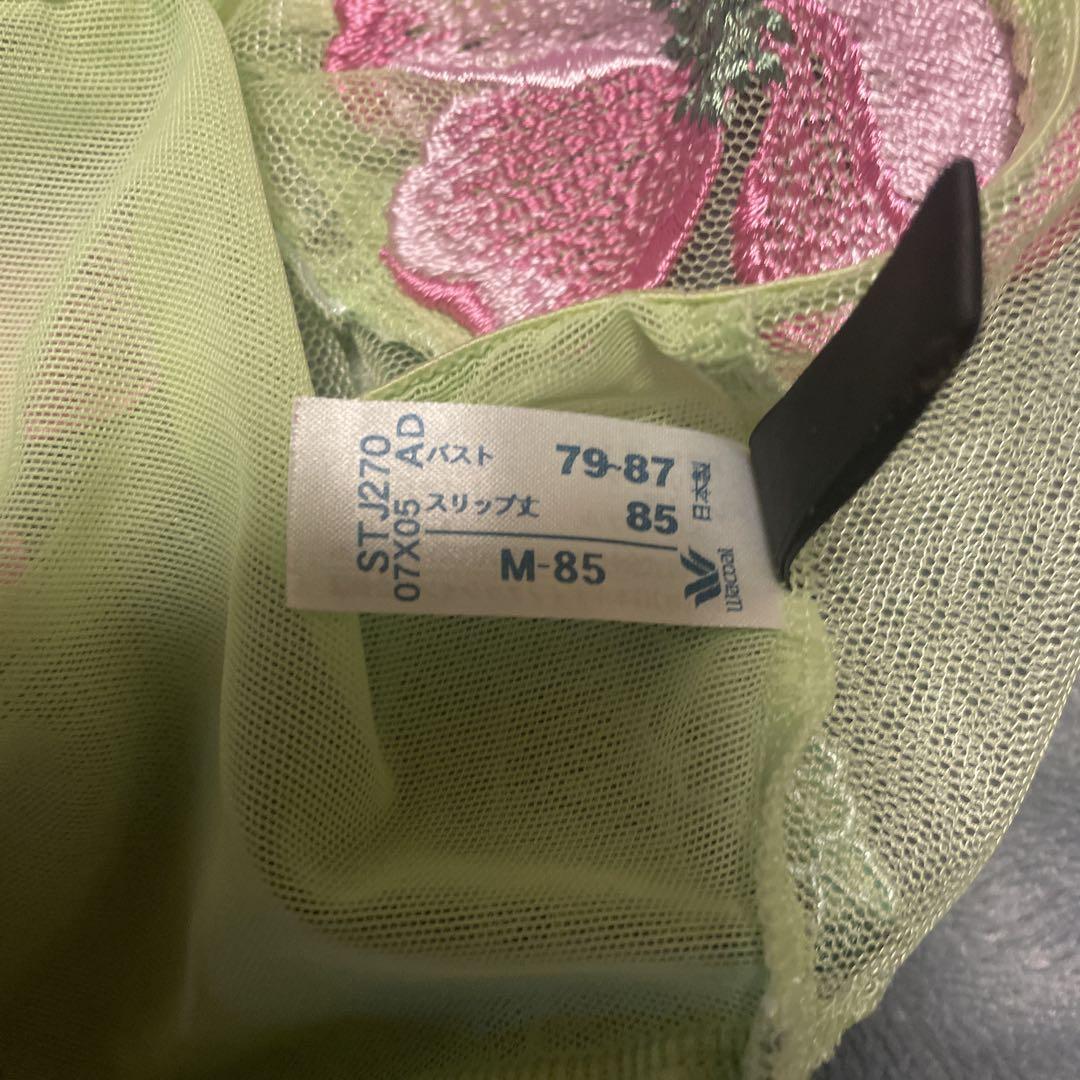 バスト 79-87
スリップ丈 85
M-85
STJ270
07X05 AD
日本製
Wacoal